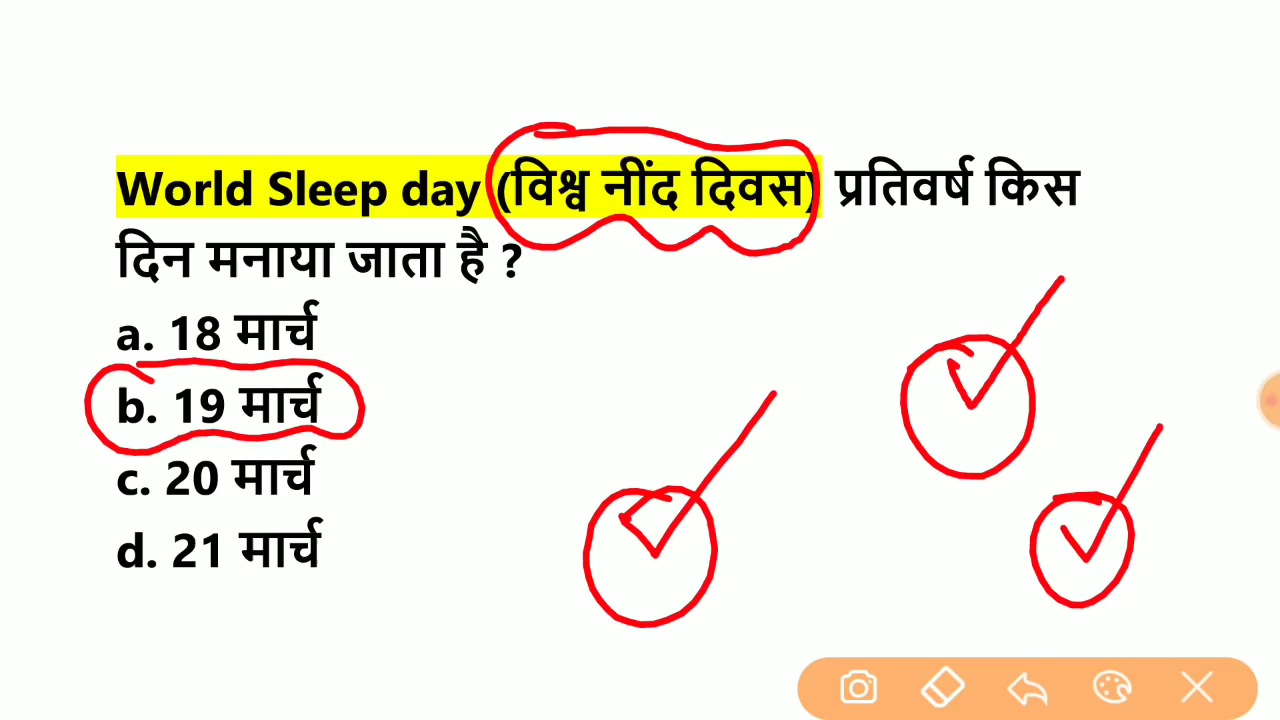 World Sleep day (विश्व नींद दिवस) प्रतिवर्ष किस
दिन मनाया जाता है ?
a. 18 मार्च
b. 19 मार्च
c. 20 मार्च
d. 21 मार्च